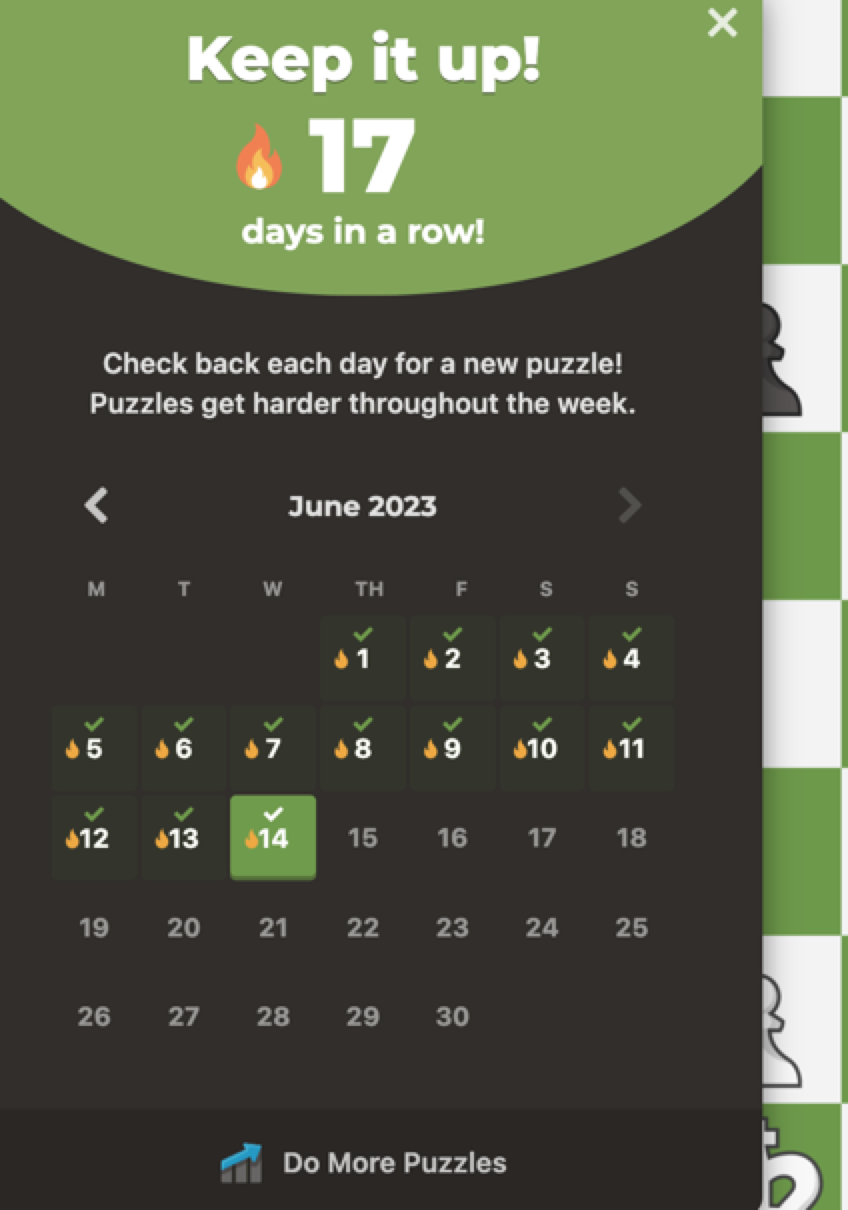 Keep it up!
17
days in a row!
Check back each day for a new puzzle!
Puzzles get harder throughout the week.
June 2023
M T W TH F S S
1 2 3 4
5 6 7 8 9 10 11
12 13 14 15 16 17 18
19 20 21 22 23 24 25
26 27 28 29 30
Do More Puzzles